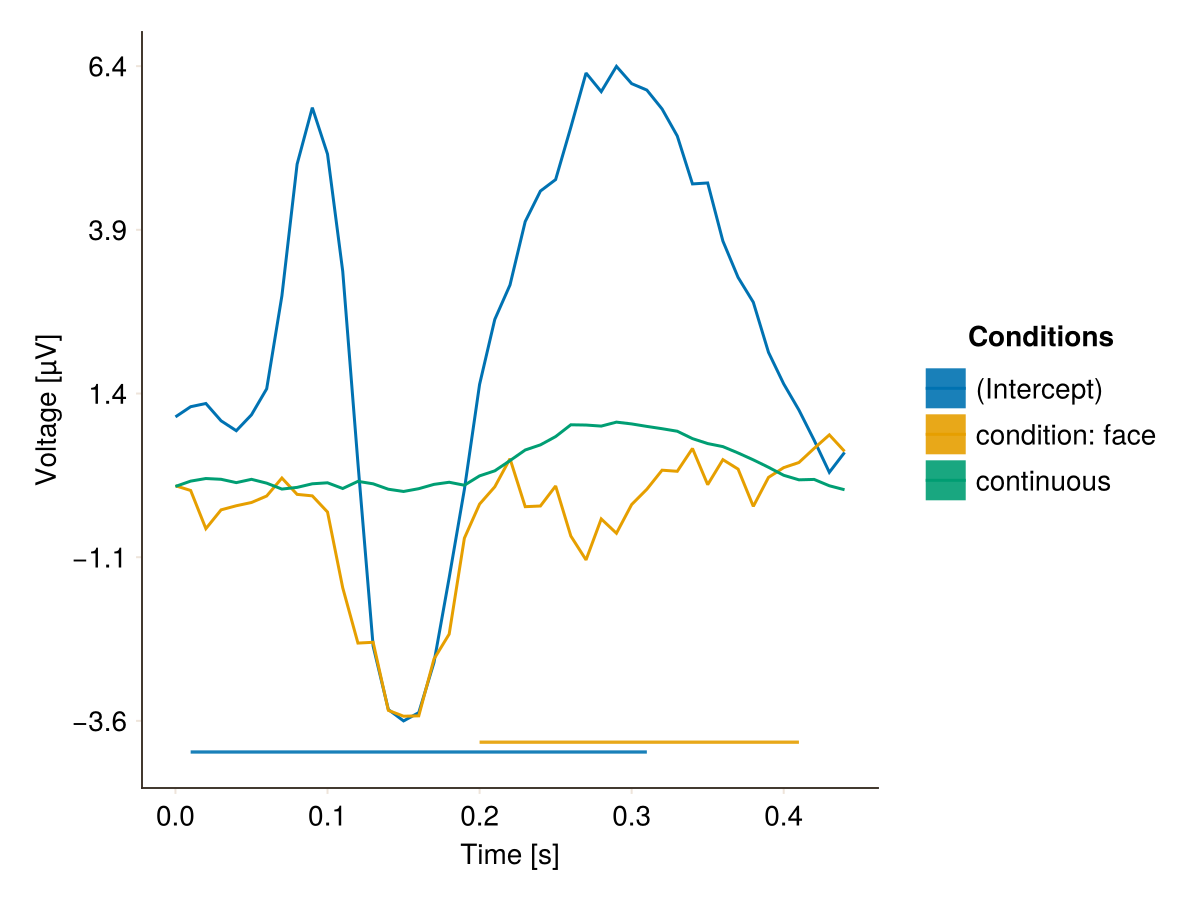 6.4
3.9
1.4
−1.1
−3.6
Voltage [µV]
0.0 0.1 0.2 0.3 0.4
Time [s]
Conditions
(Intercept)
condition: face
continuous